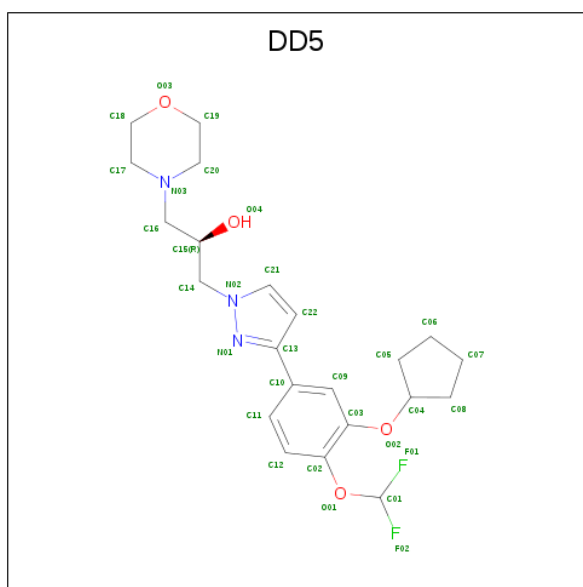 DD5
O03
O
C18
C19
C17
C20
N
N03
C16
O04
OH
C15(R)
C14
N02
N
C21
C22
N
N01
C13
C06
C05
C07
C10
C09
C04
C08
C11
C03
C12
C02
O
O02
F01
F
O
O01
C01
F
F02